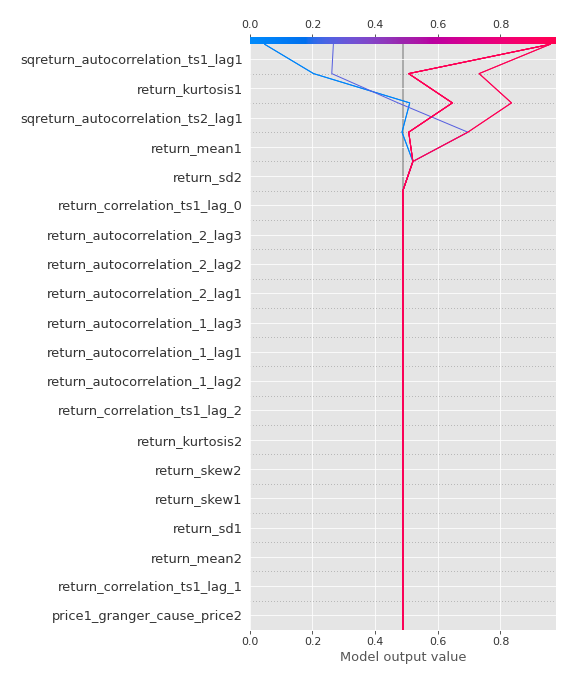 0.0 0.2 0.4 0.6 0.8
sqreturn_autocorrelation_ts1_lag1
return_kurtosis1
sqreturn_autocorrelation_ts2_lag1
return_mean1
return_sd2
return_correlation_ts1_lag_0
return_autocorrelation_2_lag3
return_autocorrelation_2_lag2
return_autocorrelation_2_lag1
return_autocorrelation_1_lag3
return_autocorrelation_1_lag1
return_autocorrelation_1_lag2
return_correlation_ts1_lag_2
return_kurtosis2
return_skew2
return_skew1
return_sd1
return_mean2
return_correlation_ts1_lag_1
price1_granger_cause_price2
0.0 0.2 0.4 0.6 0.8
Model output value